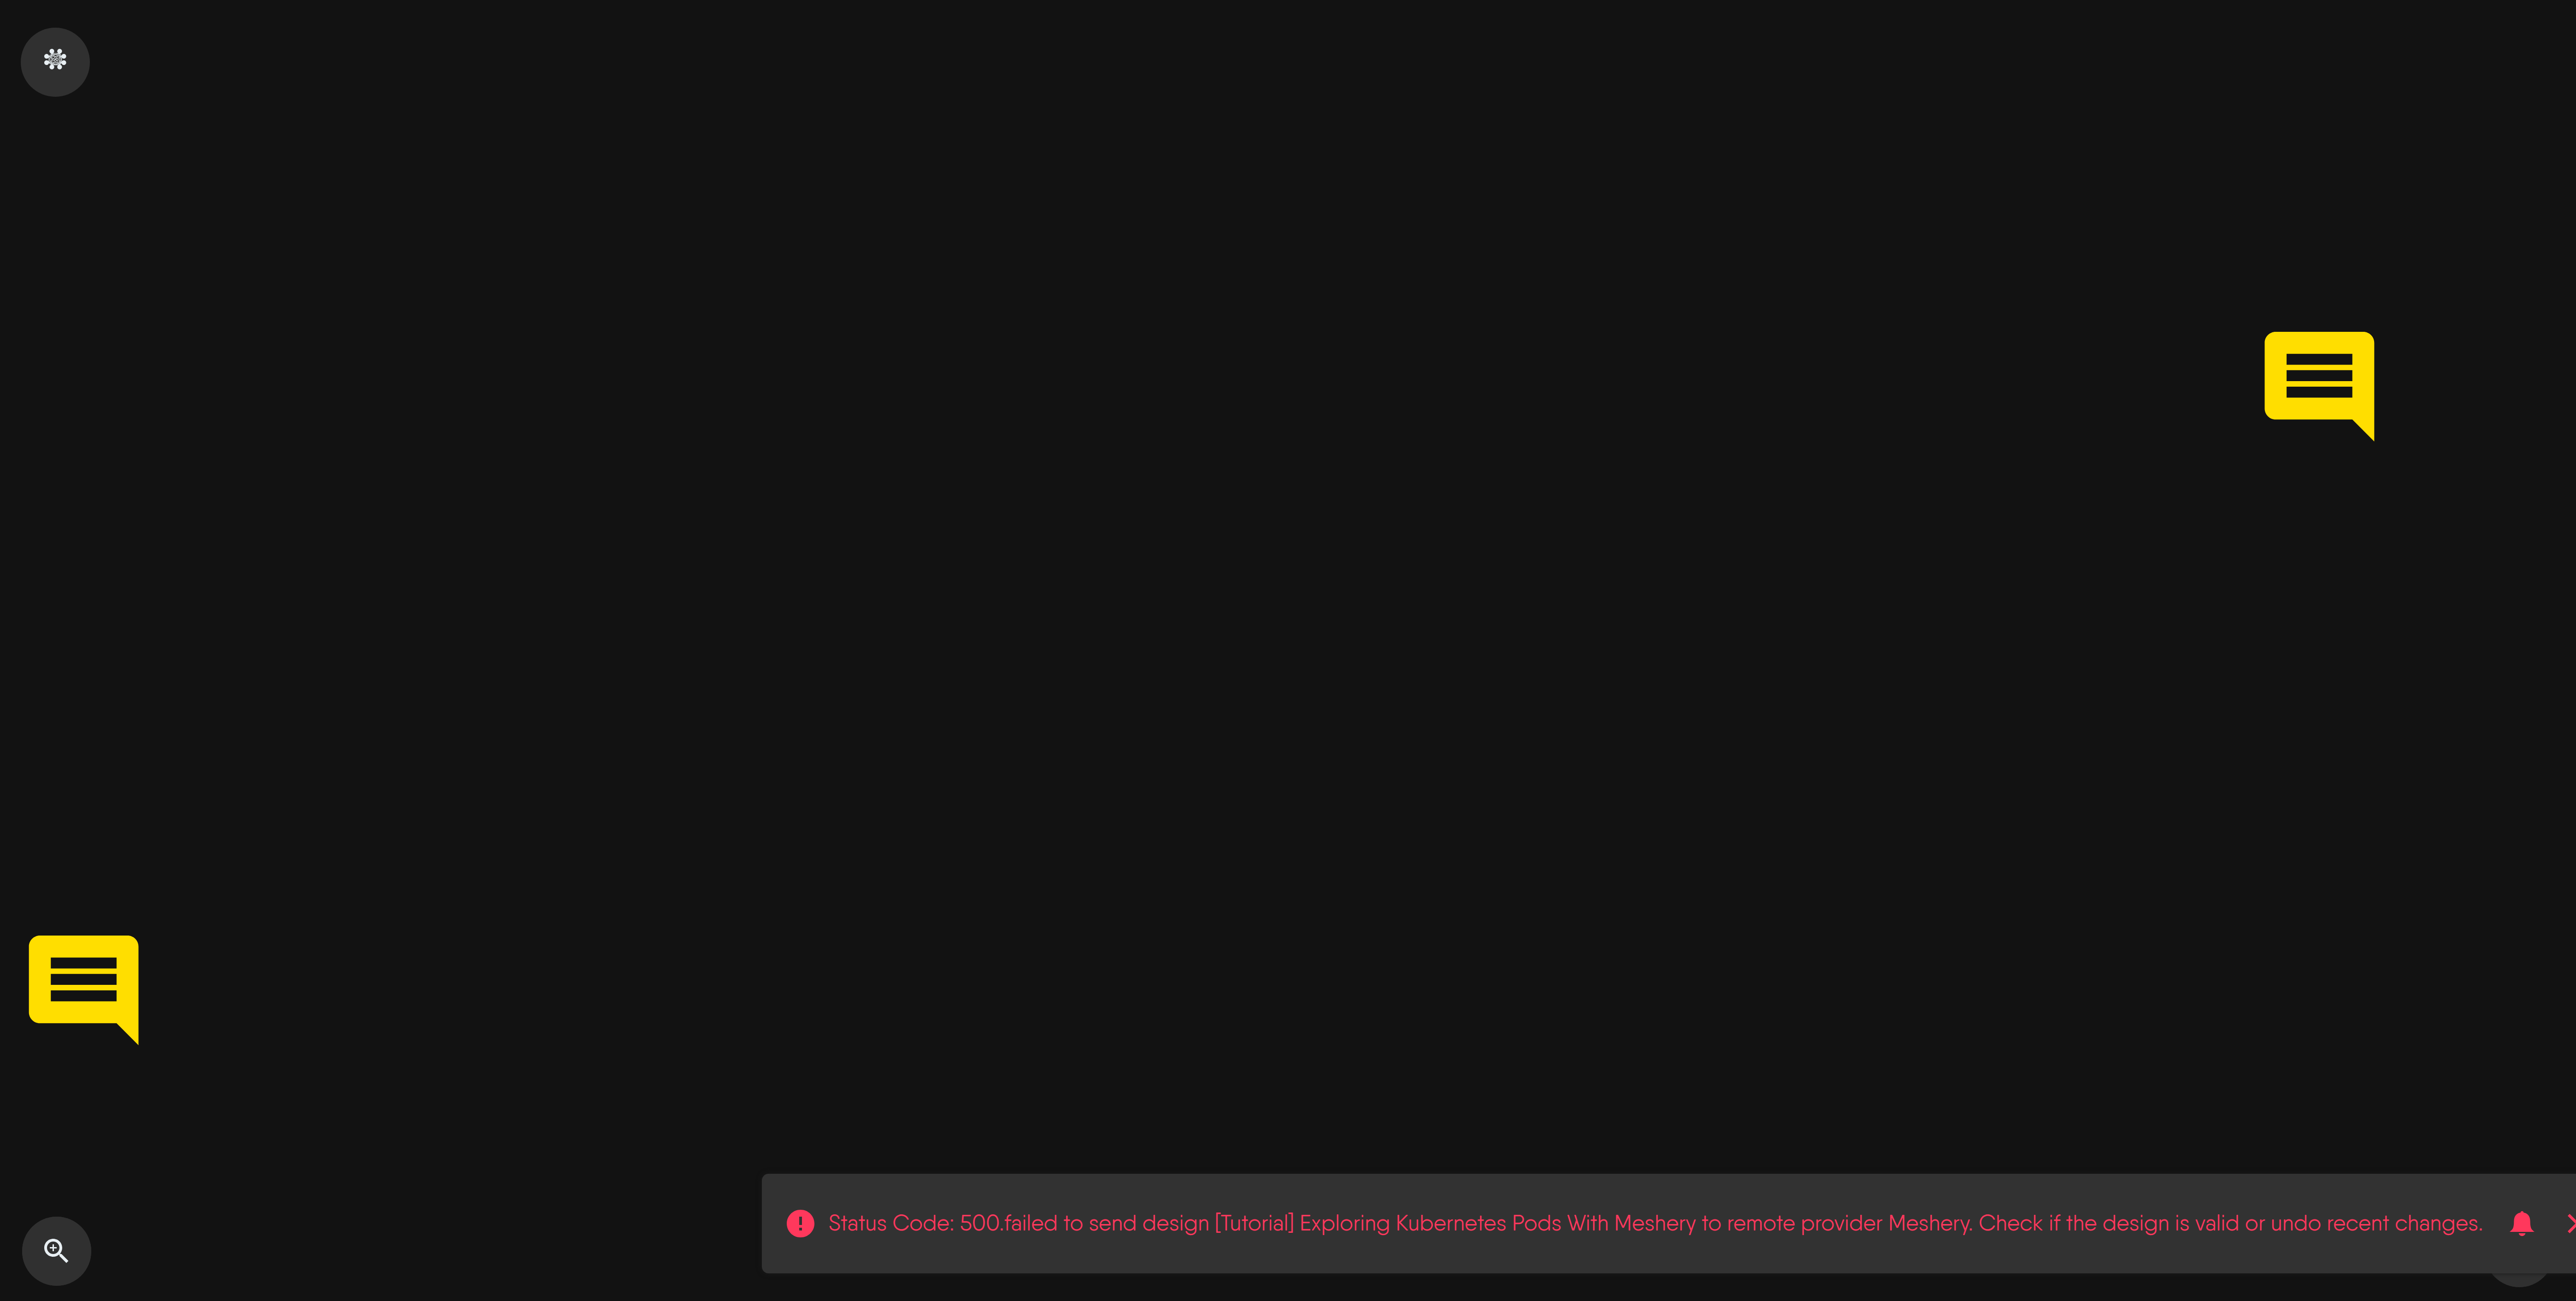 Status Code: 500.failed to send design [Tutorial] Exploring Kubernetes Pods With Meshery to remote provider Meshery. Check if the design is valid or undo recent changes.